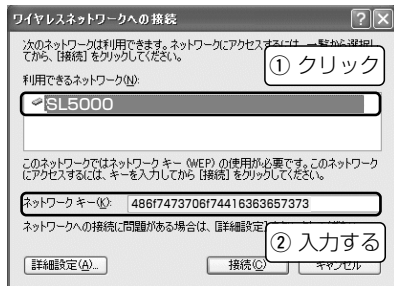 ワイヤレスネットワークへの接続
次のネットワークは利用できます。ネットワークにアクセスするには、一覧から選択し
てから、[接続] をクリックしてください。
① クリック
利用できるネットワーク(N):
SL5000
このネットワークではネットワーク キー (WEP) の使用が必要です。このネットワーク
にアクセスするには、キーを入力してから [接続] をクリックしてください。
ネットワーク キー(K): 486f7473706f74416363657373
ネットワークへの接続に問題がある場合は、[詳細設定]
② 入力する
詳細設定(A)...
接続(C)
キャンセル